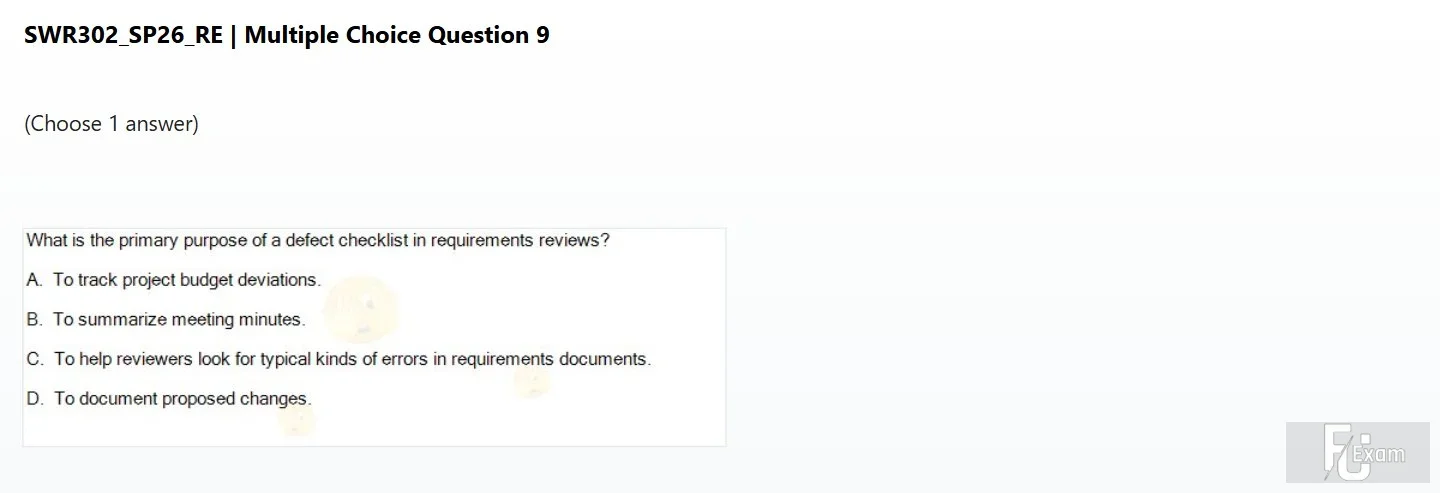 SWR302_SP26_RE | Multiple Choice Question 9
(Choose 1 answer)
What is the primary purpose of a defect checklist in requirements reviews?
A. To track project budget deviations.
B. To summarize meeting minutes.
C. To help reviewers look for typical kinds of errors in requirements documents.
D. To document proposed changes.
FU Exam